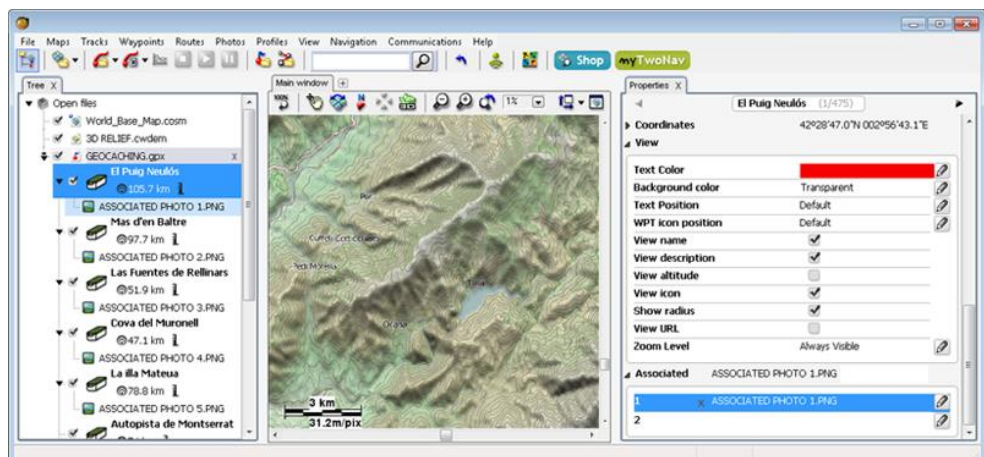 File Maps Tracks Waypoints Routes Photos Profiles View Navigation Communications Help
Shop
myTwoNav
Tree X
Open files
World_Base_Map.cosm
3D RELIEF.cwdem
GEOCACHING.gpx X
El Puig Neulós
105.7 km
ASSOCIATED PHOTO 1.PNG
Mas d'en Baltre
97.7 km
ASSOCIATED PHOTO 2.PNG
Las Fuentes de Rellinars
51.9 km
ASSOCIATED PHOTO 3.PNG
Cova del Muronell
47.1 km
ASSOCIATED PHOTO 4.PNG
La illa Mateua
78.8 km
ASSOCIATED PHOTO 5.PNG
Autopista de Montserrat
Main window
100%
1%
3 km
31.2m/pix
Properties X
El Puig Neulós (1/475)
Coordinates 42º28'47.0"N 002º56'43.1"E
View
Text Color
Background color Transparent
Text Position Default
WPT icon position Default
View name
View description
View altitude
View icon
Show radius
View URL
Zoom Level Always Visible
Associated ASSOCIATED PHOTO 1.PNG
1 x ASSOCIATED PHOTO 1.PNG
2